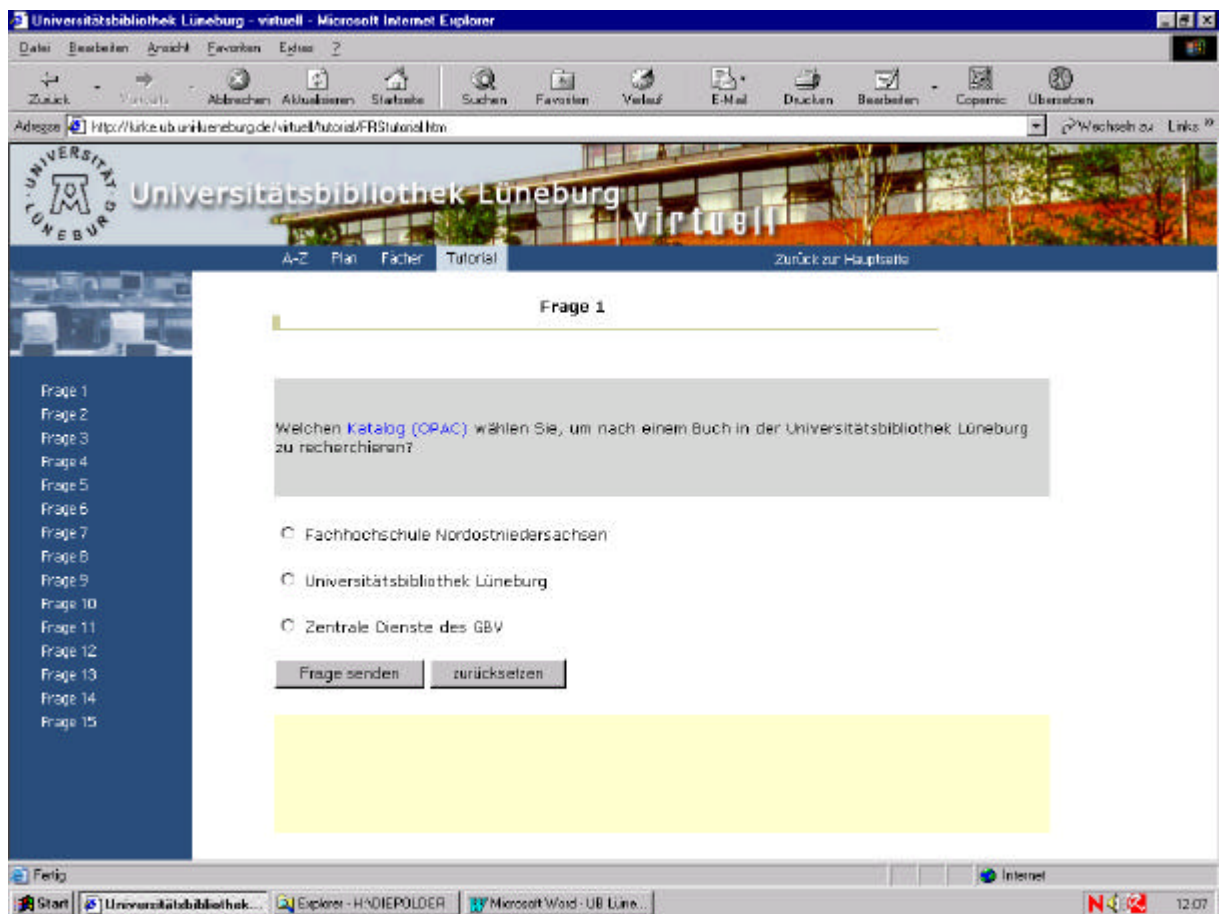 Universitätsbibliothek Lüneburg - virtuell - Microsoft Internet Explorer
Datei Bearbeiten Ansicht Favoriten Extras ?
Zurück Abbrechen Aktualisieren Startseite Suchen Favoriten Verlauf E-Mail Drucken Bearbeiten Copernic Übersetzen
Adresse http://kirke.ub.uni-lueneburg.de/virtuell/tutorial/FRStutorial.htm Wechseln zu Links »
UNIVERSITÄT LÜNEBURG
Universitätsbibliothek Lüneburg
virtuell
A-Z Plan Fächer Tutorial Zurück zur Hauptseite
Frage 1
Frage 1
Frage 2
Frage 3
Frage 4
Frage 5
Frage 6
Frage 7
Frage 8
Frage 9
Frage 10
Frage 11
Frage 12
Frage 13
Frage 14
Frage 15
Welchen Katalog (OPAC) wählen Sie, um nach einem Buch in der Universitätsbibliothek Lüneburg
zu recherchieren?
Fachhochschule Nordostniedersachsen
Universitätsbibliothek Lüneburg
Zentrale Dienste des GBV
Frage senden zurücksetzen
Fertig Internet
Start Universitätsbibliothek... Explorer - H:\DIEPOLDER Microsoft Word - UB Lüne... 12:07